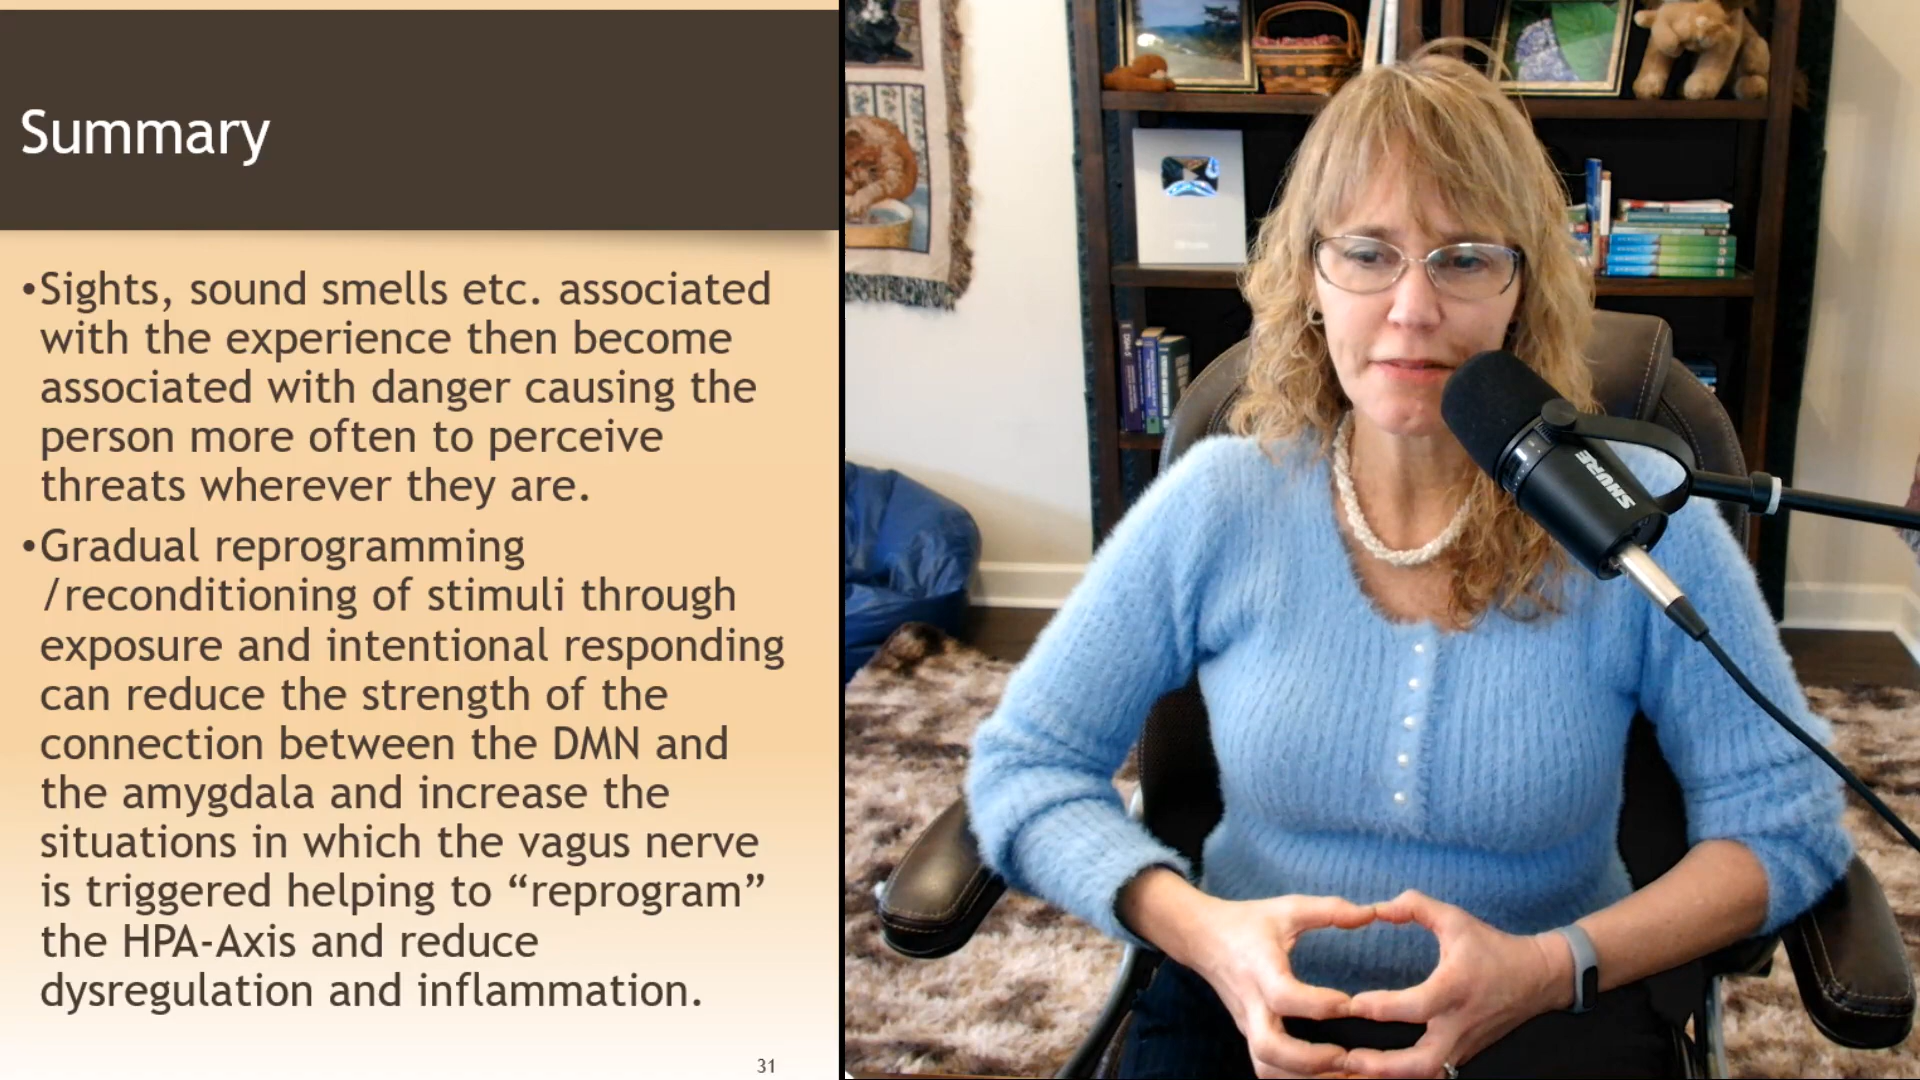 Summary
•Sights, sound smells etc. associated
with the experience then become
associated with danger causing the
person more often to perceive
threats wherever they are.
•Gradual reprogramming
/reconditioning of stimuli through
exposure and intentional responding
can reduce the strength of the
connection between the DMN and
the amygdala and increase the
situations in which the vagus nerve
is triggered helping to “reprogram”
the HPA-Axis and reduce
dysregulation and inflammation.
31
SHURE